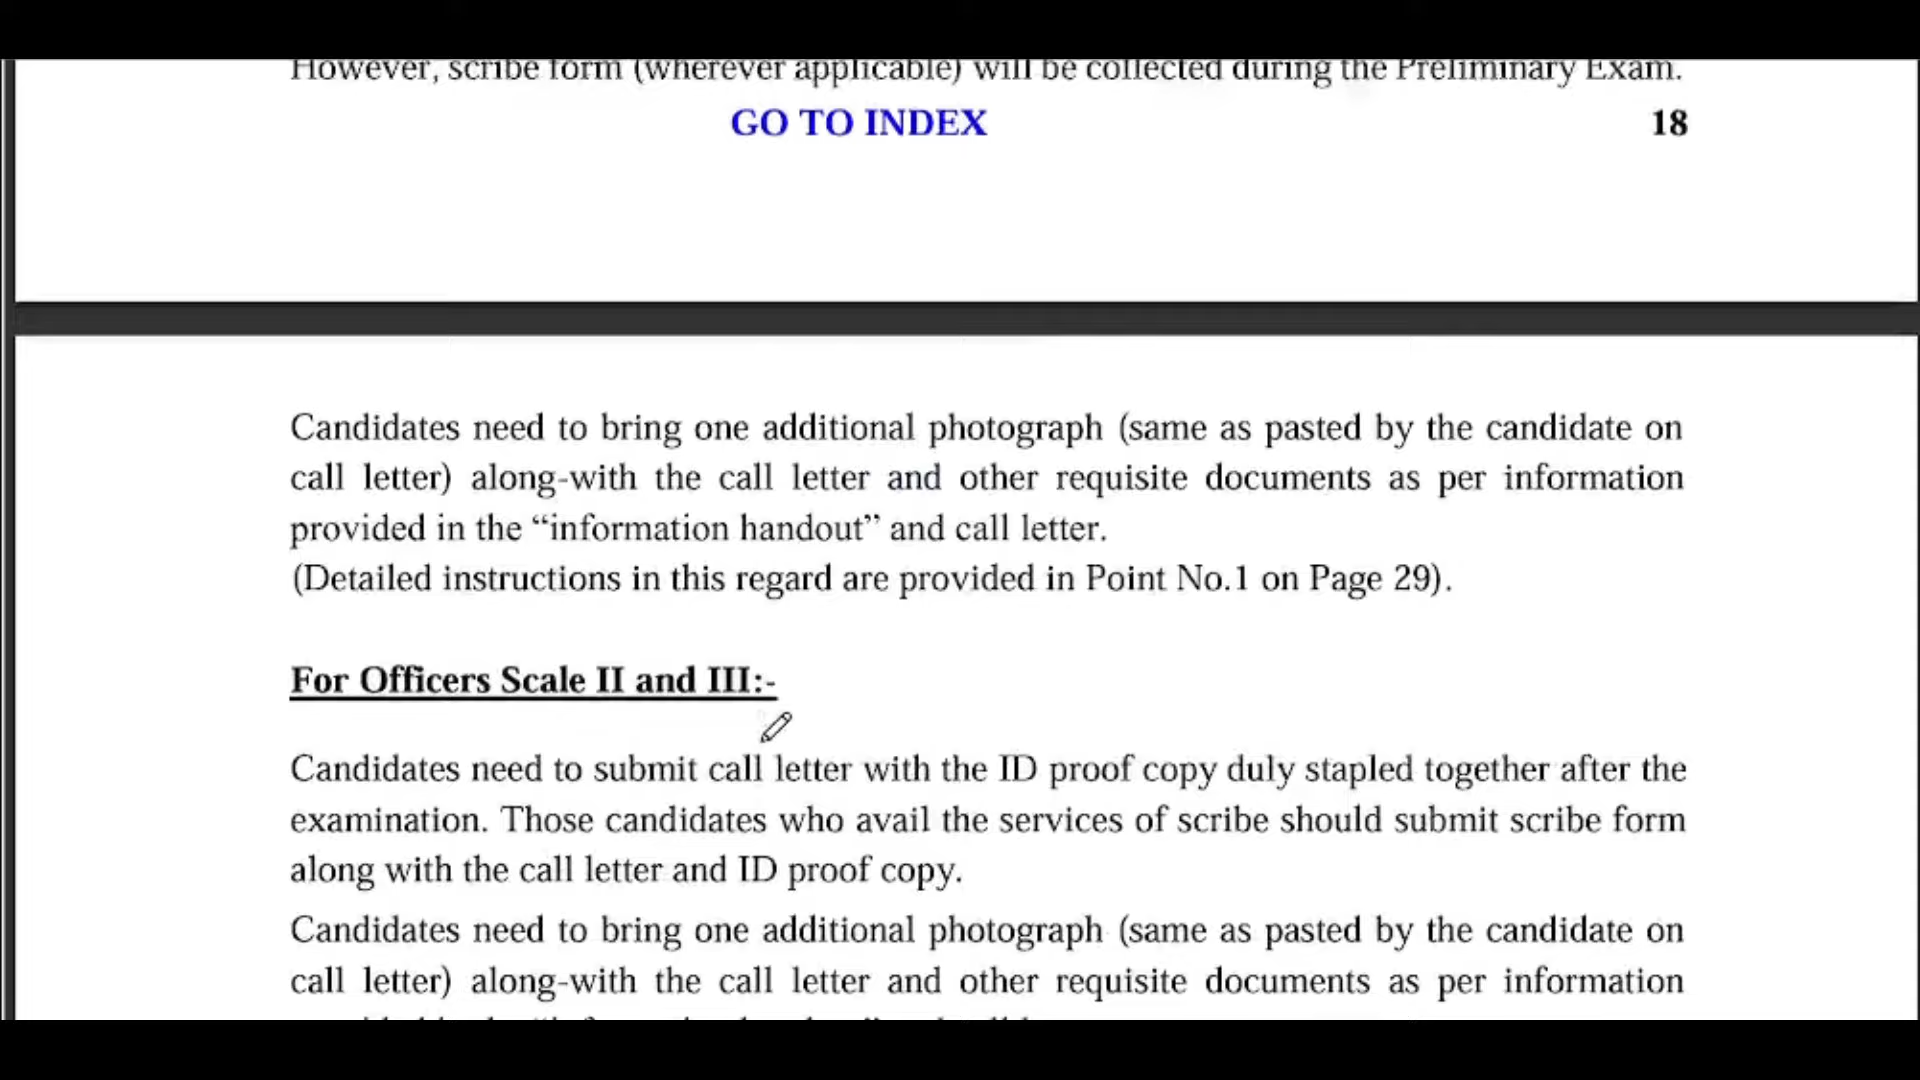 However, scribe form (wherever applicable) will be collected during the Preliminary Exam.
GO TO INDEX 18
Candidates need to bring one additional photograph (same as pasted by the candidate on
call letter) along-with the call letter and other requisite documents as per information
provided in the “information handout” and call letter.
(Detailed instructions in this regard are provided in Point No.1 on Page 29).
For Officers Scale II and III:-
Candidates need to submit call letter with the ID proof copy duly stapled together after the
examination. Those candidates who avail the services of scribe should submit scribe form
along with the call letter and ID proof copy.
Candidates need to bring one additional photograph (same as pasted by the candidate on
call letter) along-with the call letter and other requisite documents as per information